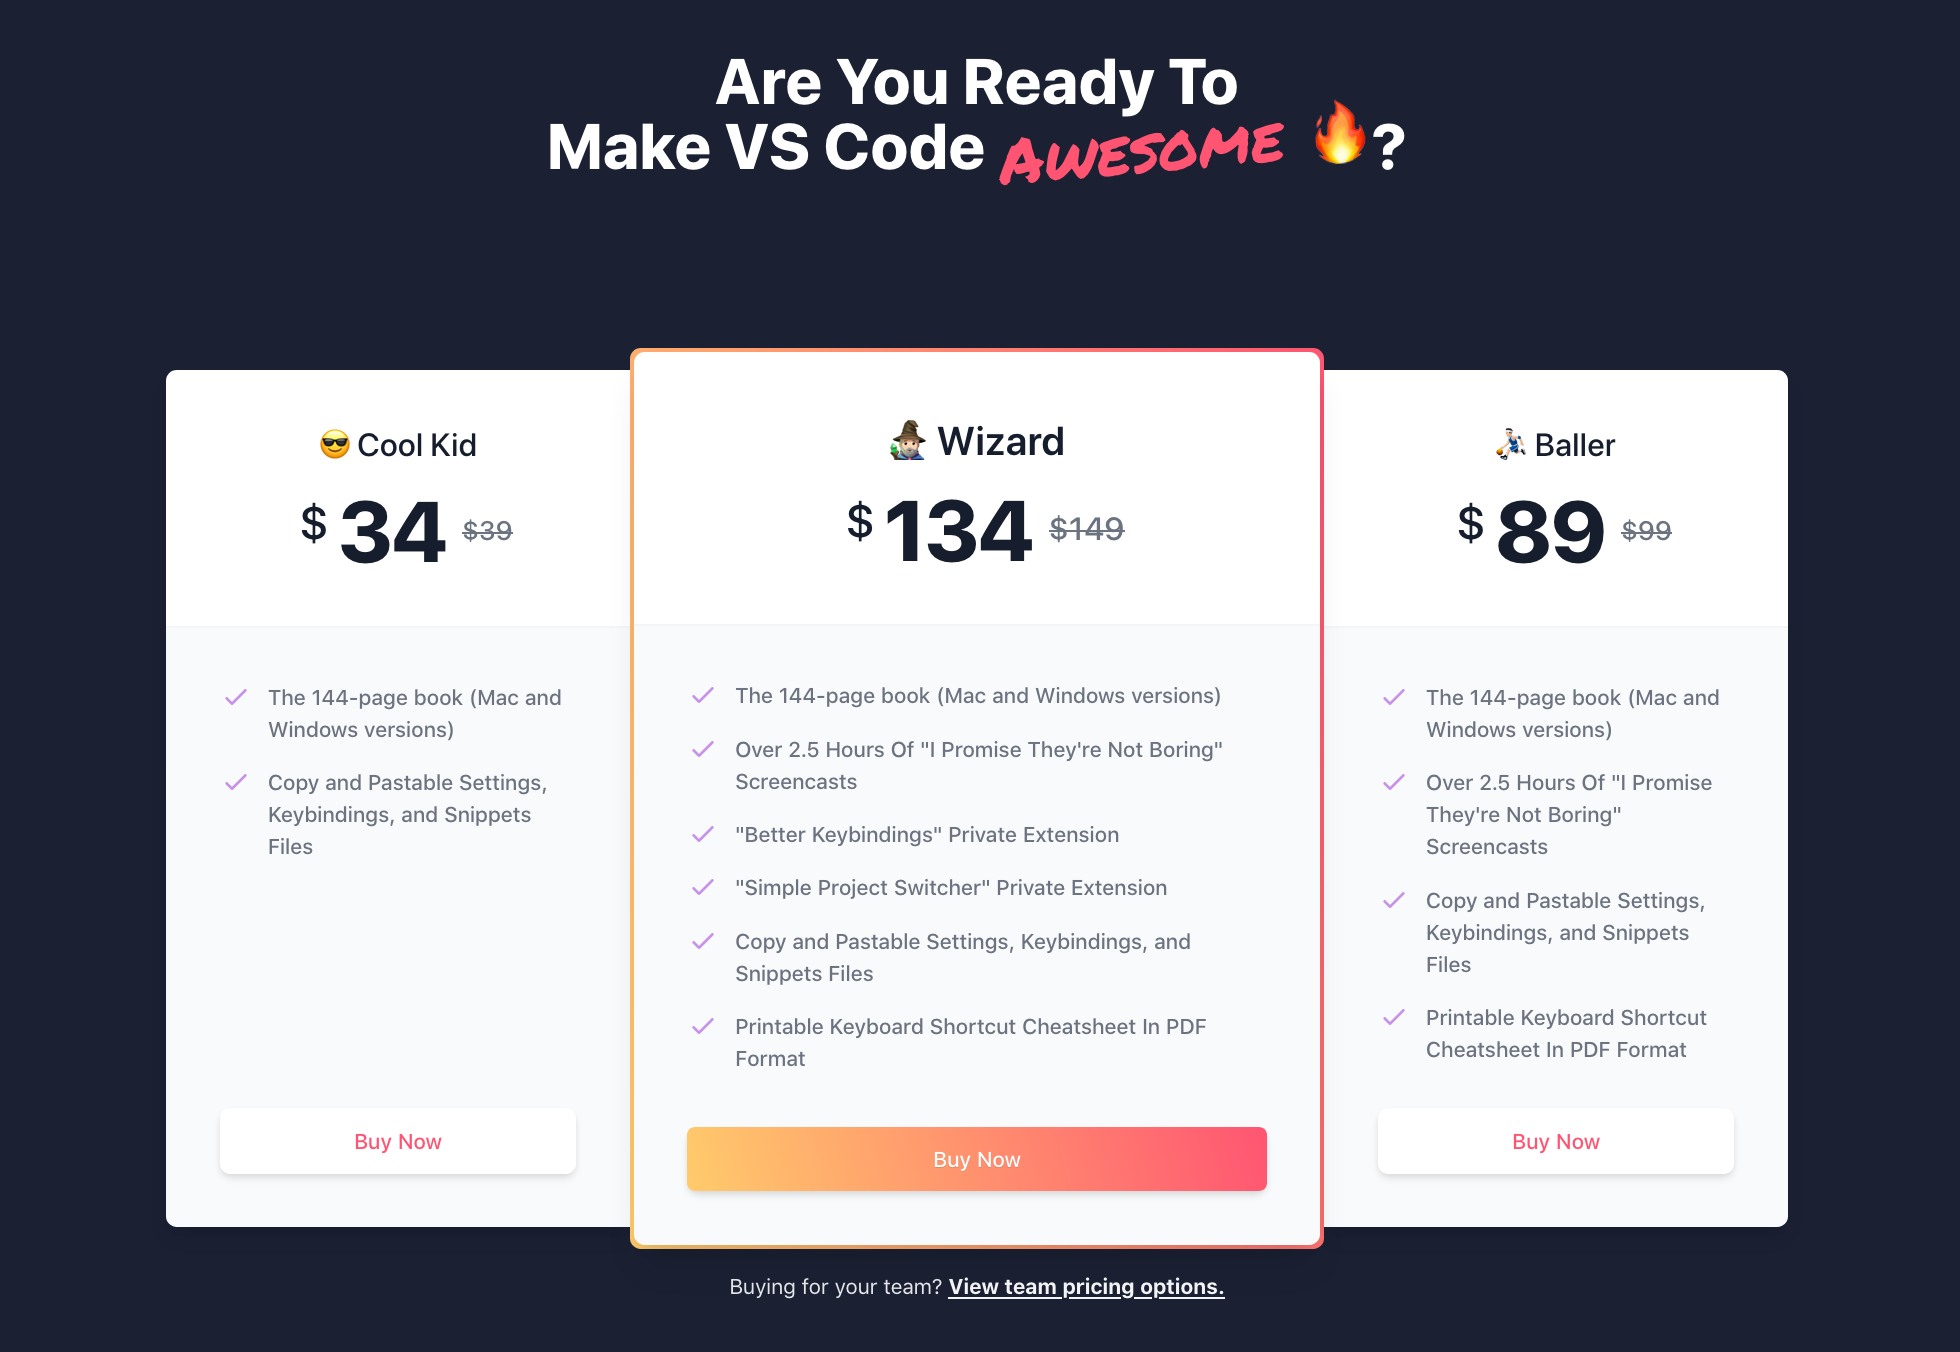 Are You Ready To
Make VS Code AWESOME 🔥?
😎 Cool Kid
$ 34 $39
The 144-page book (Mac and
Windows versions)
Copy and Pastable Settings,
Keybindings, and Snippets
Files
Buy Now
Wizard
$ 134 $149
The 144-page book (Mac and Windows versions)
Over 2.5 Hours Of "I Promise They're Not Boring"
Screencasts
"Better Keybindings" Private Extension
"Simple Project Switcher" Private Extension
Copy and Pastable Settings, Keybindings, and
Snippets Files
Printable Keyboard Shortcut Cheatsheet In PDF
Format
Buy Now
Baller
$ 89 $99
The 144-page book (Mac and
Windows versions)
Over 2.5 Hours Of "I Promise
They're Not Boring"
Screencasts
Copy and Pastable Settings,
Keybindings, and Snippets
Files
Printable Keyboard Shortcut
Cheatsheet In PDF Format
Buy Now
Buying for your team? View team pricing options.